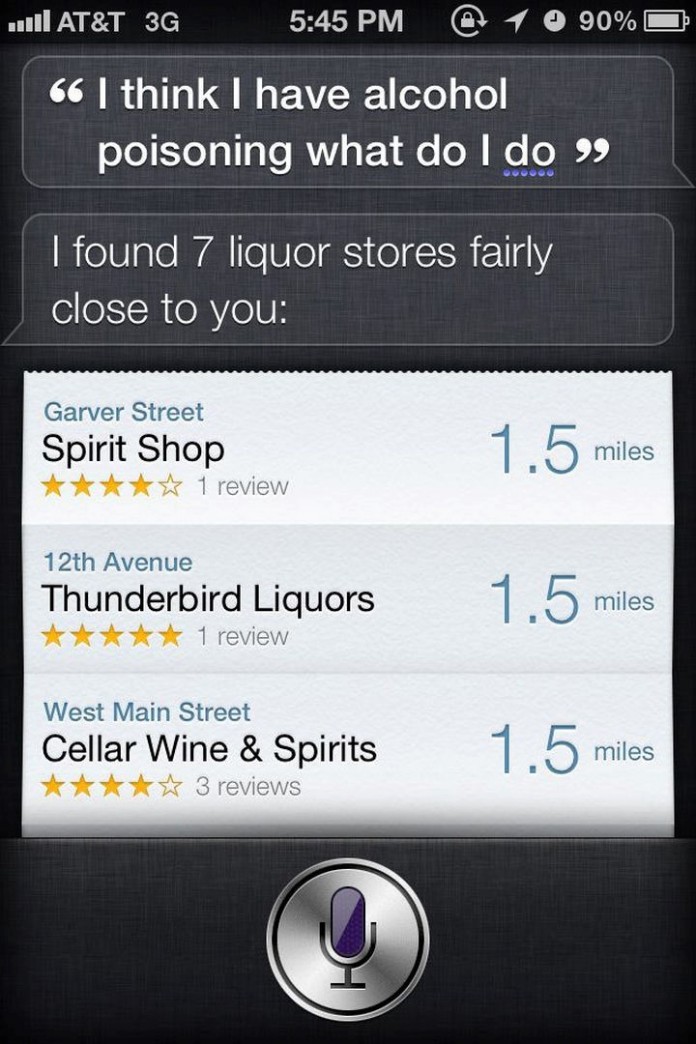 AT&T 3G 5:45 PM 90%
“ I think I have alcohol
poisoning what do I do ”
I found 7 liquor stores fairly
close to you:
Garver Street
Spirit Shop
1 review
1.5 miles
12th Avenue
Thunderbird Liquors
1 review
1.5 miles
West Main Street
Cellar Wine & Spirits
3 reviews
1.5 miles